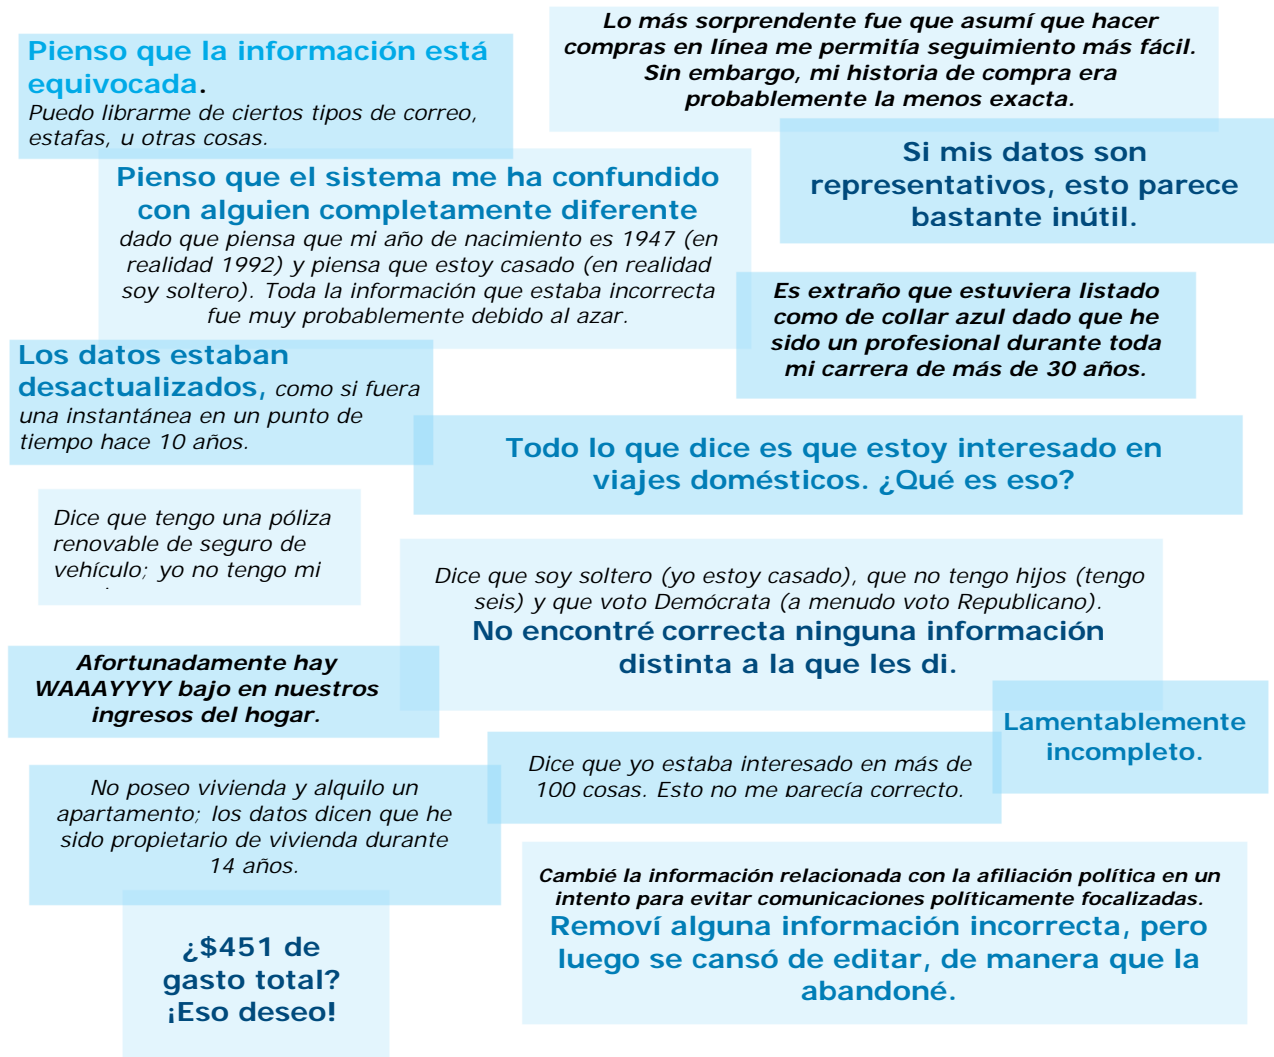 Pienso que la información está
equivocada.
Puedo librarme de ciertos tipos de correo,
estafas, u otras cosas.
Lo más sorprendente fue que asumí que hacer
compras en línea me permitía seguimiento más fácil.
Sin embargo, mi historia de compra era
probablemente la menos exacta.
Pienso que el sistema me ha confundido
con alguien completamente diferente
dado que piensa que mi año de nacimiento es 1947 (en
realidad 1992) y piensa que estoy casado (en realidad
soy soltero). Toda la información que estaba incorrecta
fue muy probablemente debido al azar.
Si mis datos son
representativos, esto parece
bastante inútil.
Es extraño que estuviera listado
como de collar azul dado que he
sido un profesional durante toda
mi carrera de más de 30 años.
Los datos estaban
desactualizados, como si fuera
una instantánea en un punto de
tiempo hace 10 años.
Todo lo que dice es que estoy interesado en
viajes domésticos. ¿Qué es eso?
Dice que tengo una póliza
renovable de seguro de
vehículo; yo no tengo mi
Dice que soy soltero (yo estoy casado), que no tengo hijos (tengo
seis) y que voto Demócrata (a menudo voto Republicano).
No encontré correcta ninguna información
distinta a la que les di.
Afortunadamente hay
WAAAYYYY bajo en nuestros
ingresos del hogar.
Lamentablemente
incompleto.
Dice que yo estaba interesado en más de
100 cosas. Esto no me parecía correcto.
No poseo vivienda y alquilo un
apartamento; los datos dicen que he
sido propietario de vivienda durante
14 años.
Cambié la información relacionada con la afiliación política en un
intento para evitar comunicaciones políticamente focalizadas.
Removí alguna información incorrecta, pero
luego se cansó de editar, de manera que la
abandoné.
¿$451 de
gasto total?
¡Eso deseo!